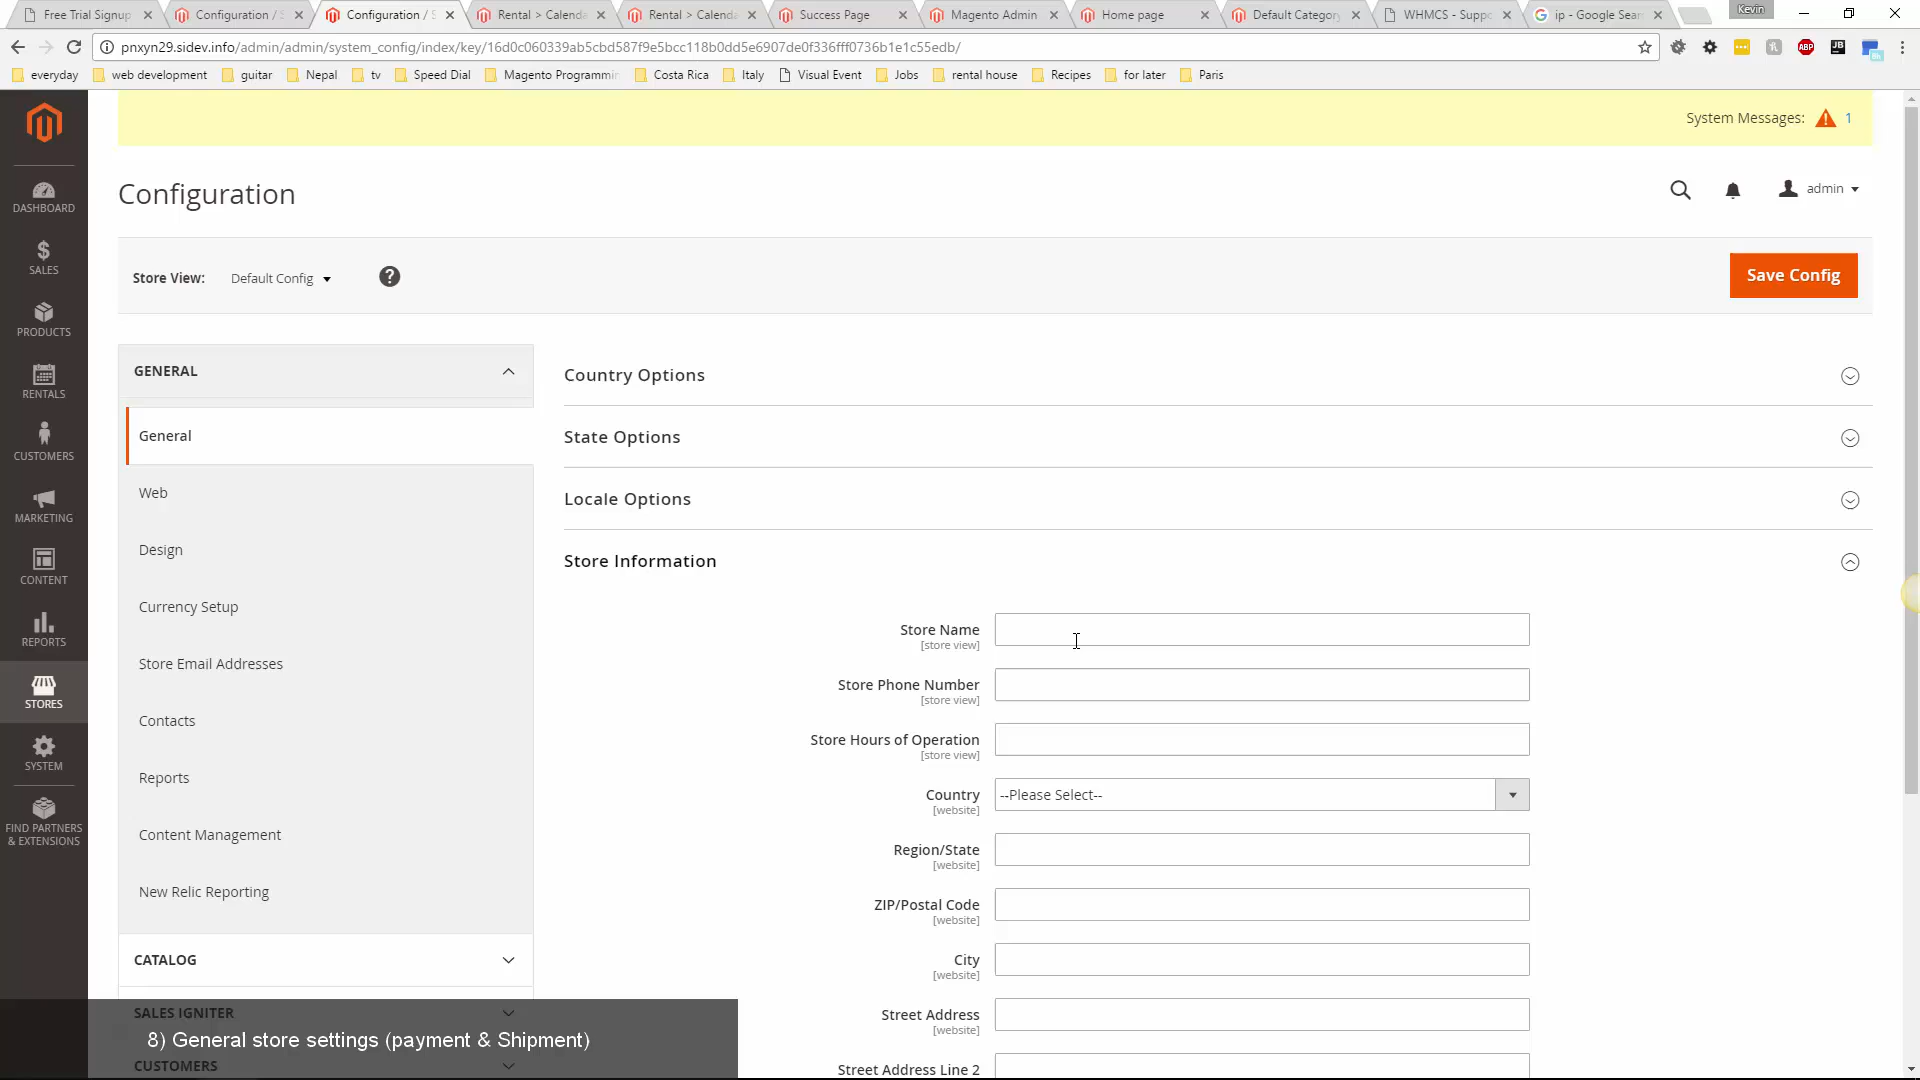 Free Trial Signup
Configuration / S
Configuration / S
Rental > Calenda
Rental > Calenda
Success Page
Magento Admin
Home page
Default Category
WHMCS - Suppo
ip - Google Sear
Kevin
pnxyn29.sidev.info/admin/admin/system_config/index/key/16d0c060339ab5cbd587f9e5bcc118b0dd5e6907de0f336fff0736b1e1c55edb/
ABP
JB
everyday
web development
guitar
Nepal
tv
Speed Dial
Magento Programmin
Costa Rica
Italy
Visual Event
Jobs
rental house
Recipes
for later
Paris
System Messages: 1
Configuration
admin
Store View: Default Config
?
Save Config
DASHBOARD
SALES
PRODUCTS
RENTALS
CUSTOMERS
MARKETING
CONTENT
REPORTS
STORES
SYSTEM
FIND PARTNERS
& EXTENSIONS
GENERAL
General
Web
Design
Currency Setup
Store Email Addresses
Contacts
Reports
Content Management
New Relic Reporting
CATALOG
SALES IGNITER
CUSTOMERS
Country Options
State Options
Locale Options
Store Information
Store Name
[store view]
Store Phone Number
[store view]
Store Hours of Operation
[store view]
Country
[website]
--Please Select--
Region/State
[website]
ZIP/Postal Code
[website]
City
[website]
Street Address
[website]
Street Address Line 2
8) General store settings (payment & Shipment)